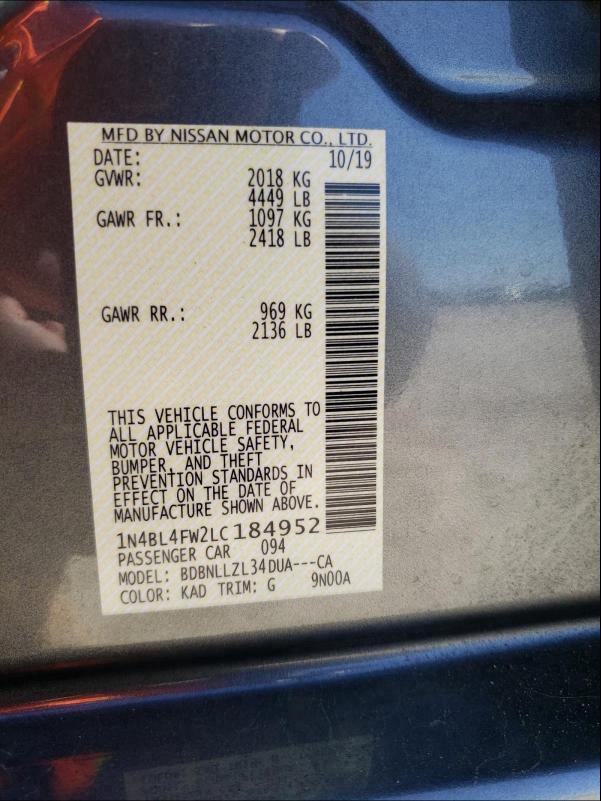 MFD BY NISSAN MOTOR CO., LTD.
DATE: 10/19
GVWR: 2018 KG
4449 LB
GAWR FR.: 1097 KG
2418 LB
GAWR RR.: 969 KG
2136 LB
THIS VEHICLE CONFORMS TO
ALL APPLICABLE FEDERAL
MOTOR VEHICLE SAFETY,
BUMPER, AND THEFT
PREVENTION STANDARDS IN
EFFECT ON THE DATE OF
MANUFACTURE SHOWN ABOVE.
1N4BL4FW2LC184952
PASSENGER CAR 094
MODEL: BDBNLLZL34DUA---CA
COLOR: KAD TRIM: G 9N00A